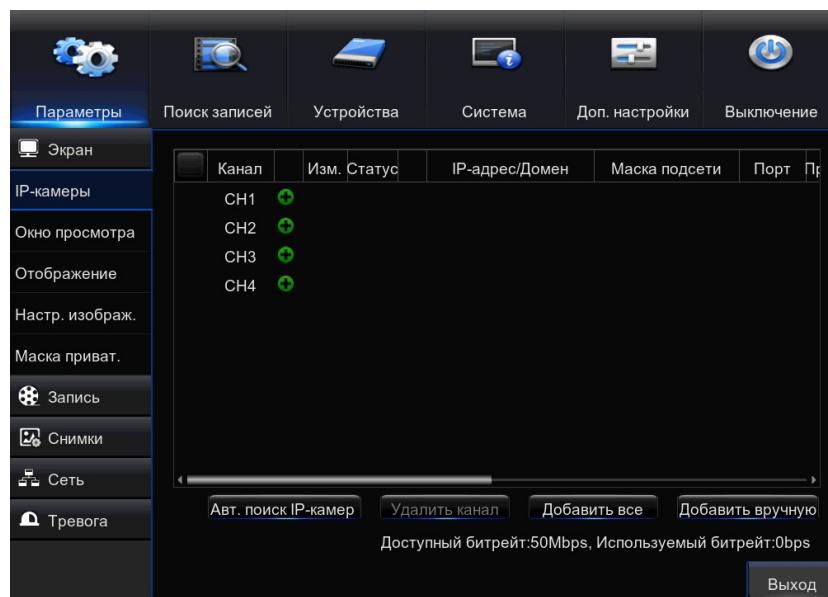 Параметры Поиск записей Устройства Система Доп. настройки Выключение
Экран
IP-камеры
Окно просмотра
Отображение
Настр. изображ.
Маска приват.
Запись
Снимки
Сеть
Тревога
Канал Изм. Статус IP-адрес/Домен Маска подсети Порт Пр
CH1
CH2
CH3
CH4
Авт. поиск IP-камер Удалить канал Добавить все Добавить вручную
Доступный битрейт:50Mbps, Используемый битрейт:0bps
Выход